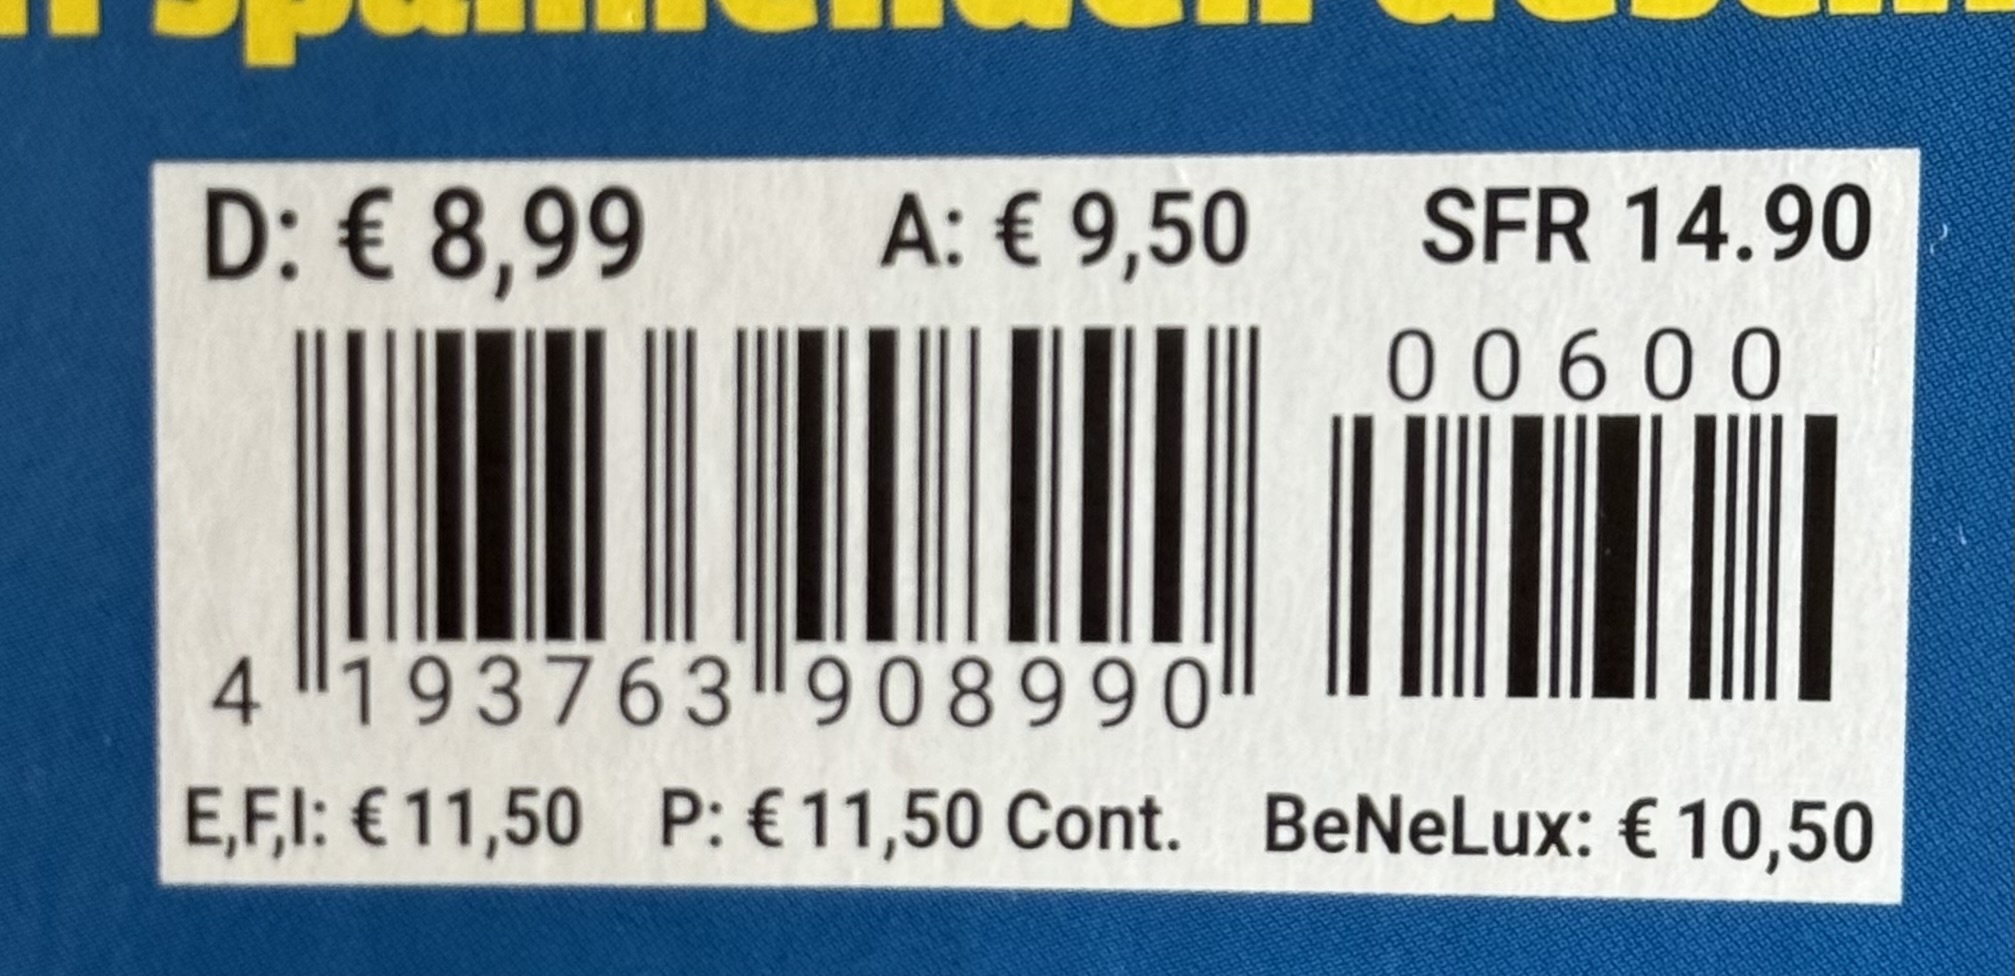 spannenden
D: € 8,99 A: € 9,50 SFR 14.90
00600
4 193763 908990
E,F,I: € 11,50 P: € 11,50 Cont. BeNeLux: € 10,50